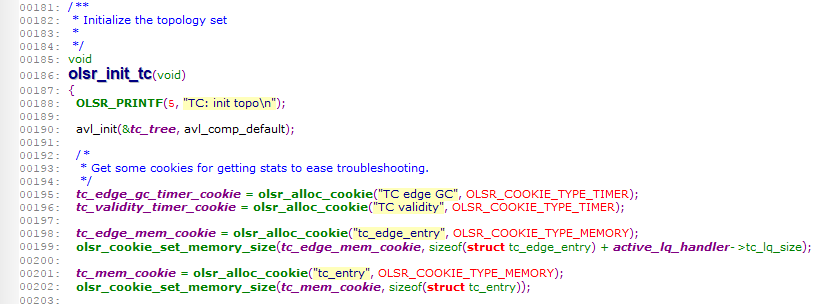 00181: /**
00182:  * Initialize the topology set
00183:  *
00184:  */
00185: void
00186: olsr_init_tc(void)
00187: {
00188:   OLSR_PRINTF(5, "TC: init topo\n");
00189:
00190:   avl_init(&tc_tree, avl_comp_default);
00191:
00192:   /*
00193:    * Get some cookies for getting stats to ease troubleshooting.
00194:    */
00195:   tc_edge_gc_timer_cookie = olsr_alloc_cookie("TC edge GC", OLSR_COOKIE_TYPE_TIMER);
00196:   tc_validity_timer_cookie = olsr_alloc_cookie("TC validity", OLSR_COOKIE_TYPE_TIMER);
00197:
00198:   tc_edge_mem_cookie = olsr_alloc_cookie("tc_edge_entry", OLSR_COOKIE_TYPE_MEMORY);
00199:   olsr_cookie_set_memory_size(tc_edge_mem_cookie, sizeof(struct tc_edge_entry) + active_lq_handler->tc_lq_size);
00200:
00201:   tc_mem_cookie = olsr_alloc_cookie("tc_entry", OLSR_COOKIE_TYPE_MEMORY);
00202:   olsr_cookie_set_memory_size(tc_mem_cookie, sizeof(struct tc_entry));
00203: